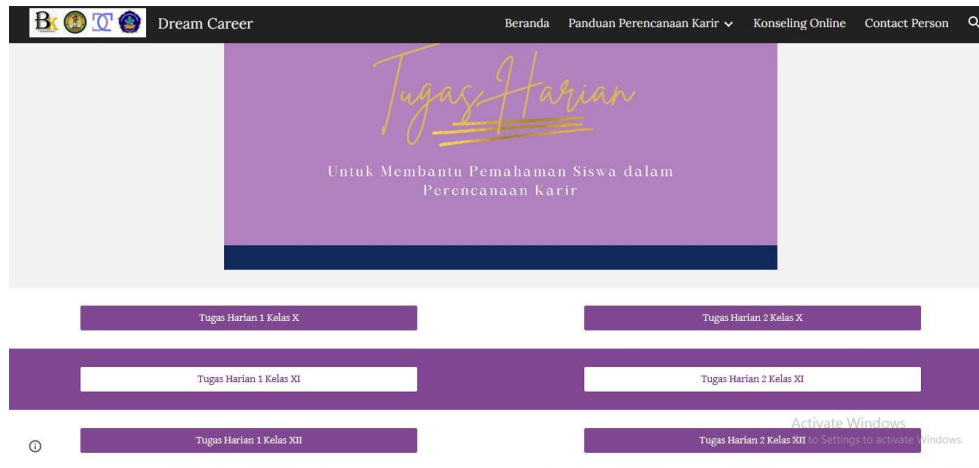 BK DC Dream Career Beranda Panduan Perencanaan Karir Konseling Online Contact Person
Tugas Harian
Untuk Membantu Pemahaman Siswa dalam
Perencanaan Karir
Tugas Harian 1 Kelas X Tugas Harian 2 Kelas X
Tugas Harian 1 Kelas XI Tugas Harian 2 Kelas XI
Activate Windows
Tugas Harian 1 Kelas XII Tugas Harian 2 Kelas XII to Settings to activate Windows.